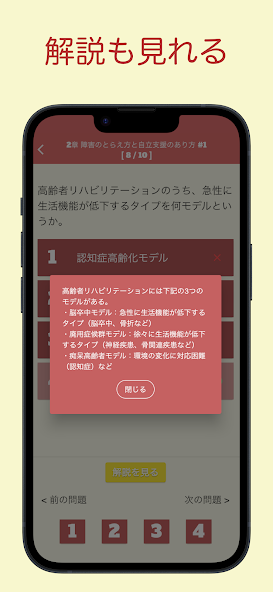 解説も見れる
2章 障害のとらえ方と自立支援のあり方 #1
[ 8 / 10 ]
高齢者リハビリテーションのうち、急性に
生活機能が低下するタイプを何モデルとい
うか。
1 認知症高齢化モデル
高齢者リハビリテーションには下記の3つの
モデルがある。
・脳卒中モデル：急性に生活機能が低下する
タイプ（脳卒中、骨折など）
・廃用症候群モデル：徐々に生活機能が低下
するタイプ（神経疾患、骨関連疾患など）
・痴呆高齢者モデル：環境の変化に対応困難
（認知症）など
閉じる
解説を見る
< 前の問題 次の問題 >
1 2 3 4